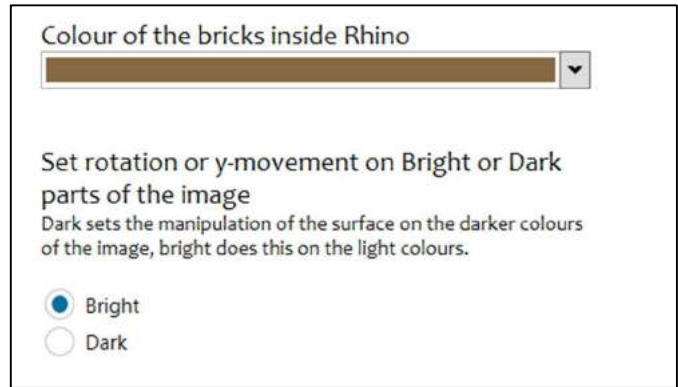 Colour of the bricks inside Rhino
Set rotation or y-movement on Bright or Dark
parts of the image
Dark sets the manipulation of the surface on the darker colours
of the image, bright does this on the light colours.
Bright
Dark